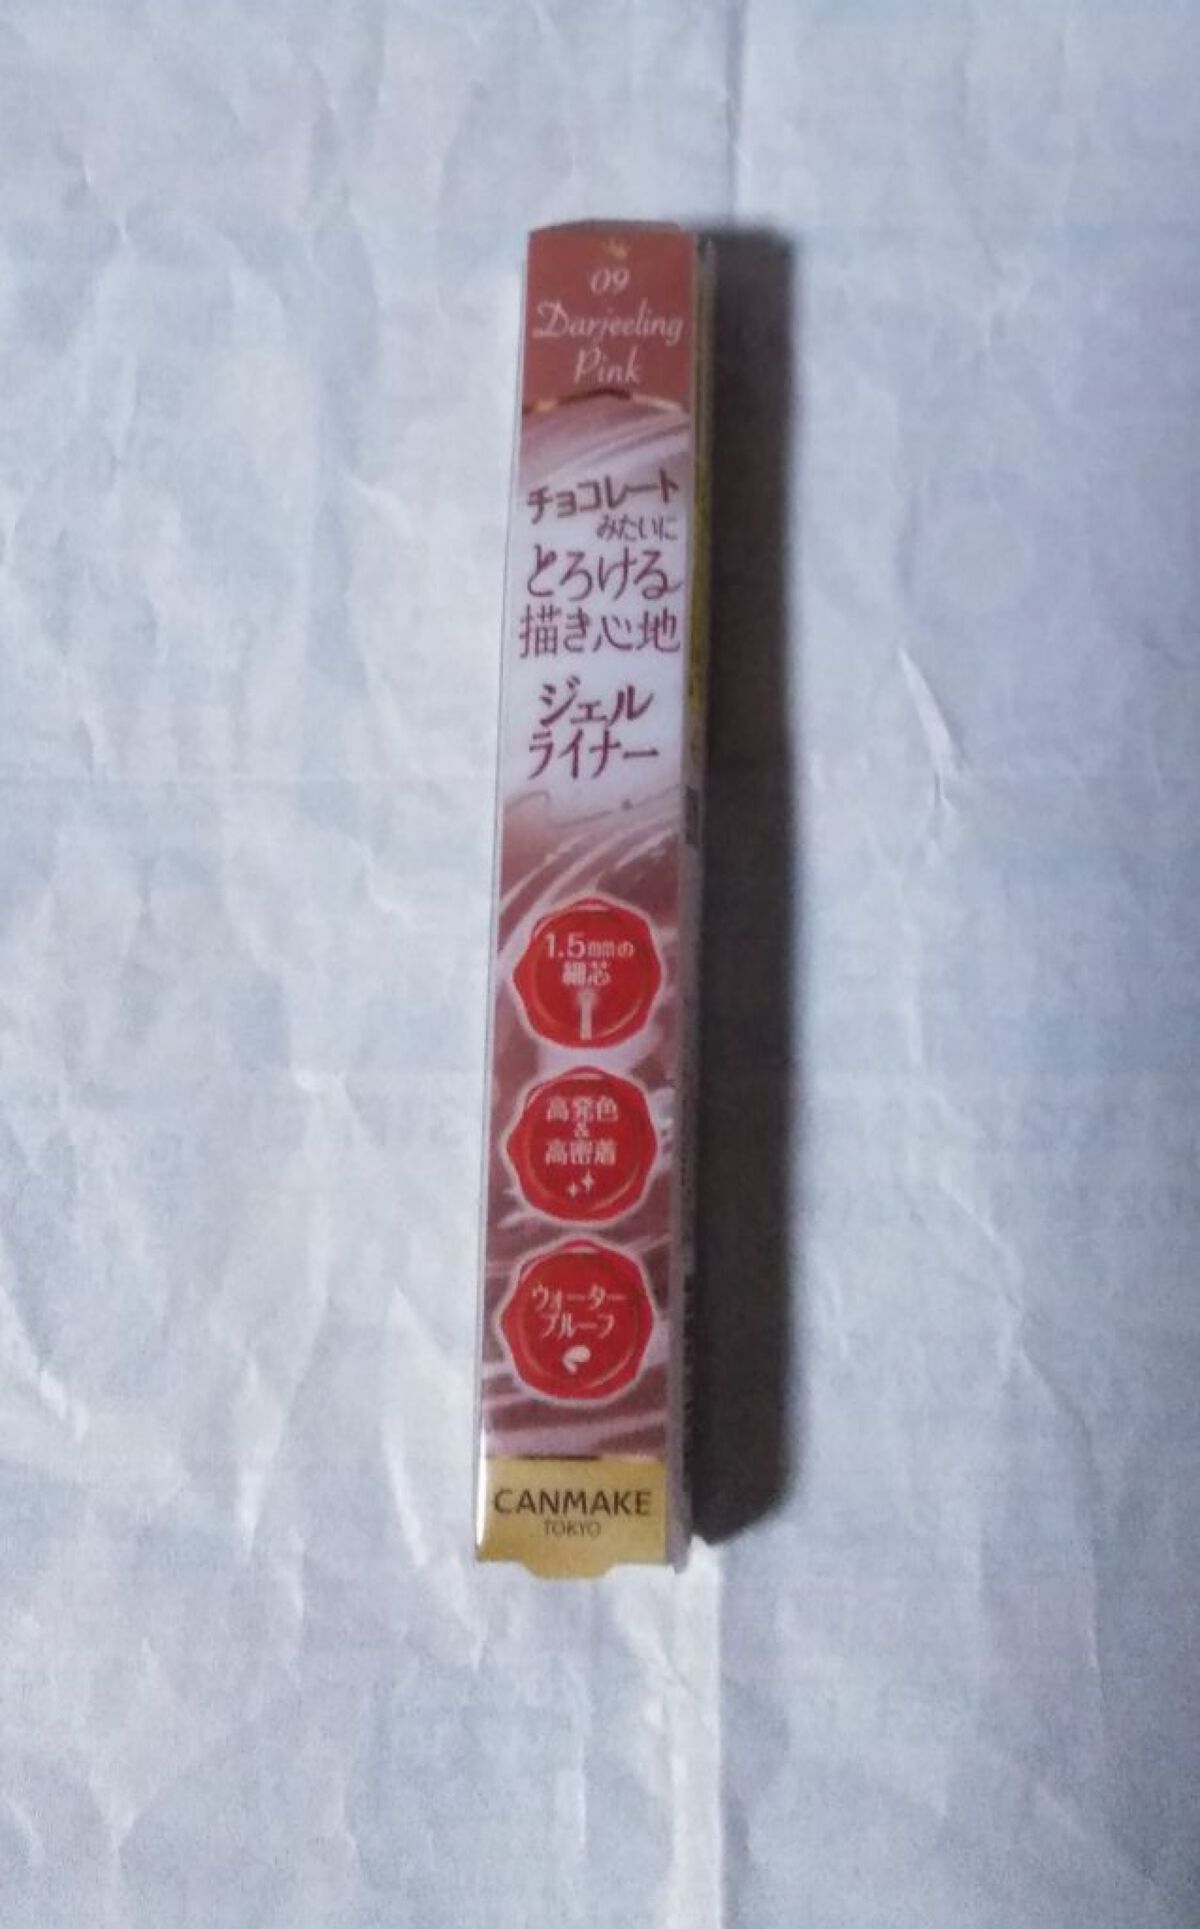 09
Darjeeling
Pink
チョコレート
みたいに
とろける
描き心地
ジェル
ライナー
1.5mmの
細芯
高発色
&
高密着
ウォーター
プルーフ
CANMAKE
TOKYO